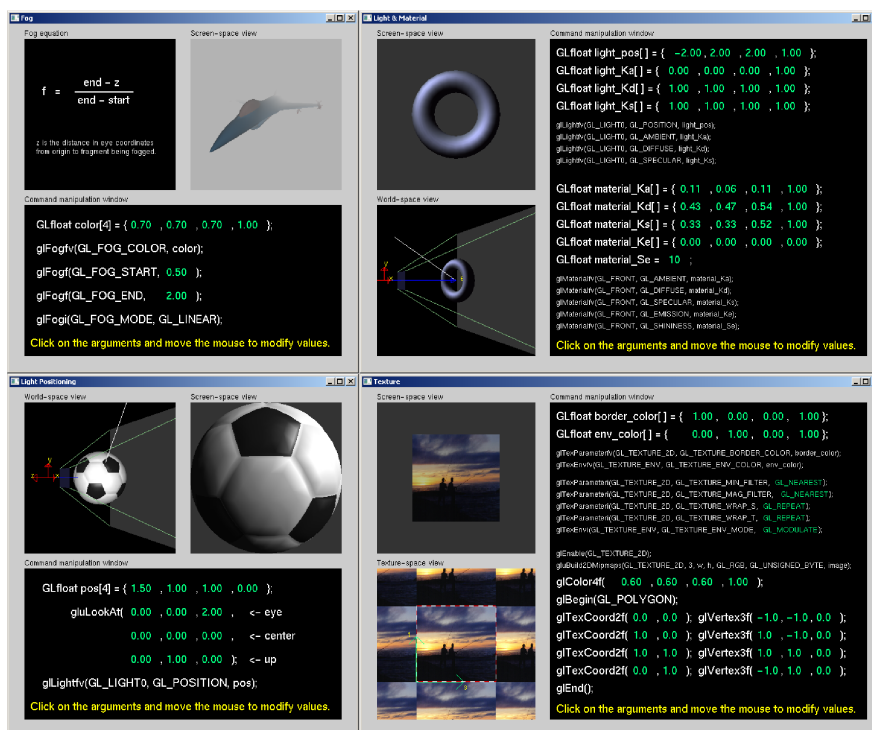 Fog
Fog equation
Screen-space view
f = end - z
end - start
z is the distance in eye coordinates
from origin to fragment being fogged.
Command manipulation window
GLfloat color[4] = { 0.70 , 0.70 , 0.70 , 1.00 };
glFogfv(GL_FOG_COLOR, color);
glFogf(GL_FOG_START, 0.50 );
glFogf(GL_FOG_END, 2.00 );
glFogi(GL_FOG_MODE, GL_LINEAR);
Click on the arguments and move the mouse to modify values.
Light & Material
Screen-space view
World-space view
y
x
z
Command manipulation window
GLfloat light_pos[] = { -2.00 , 2.00 , 2.00 , 1.00 };
GLfloat light_Ka[] = { 0.00 , 0.00 , 0.00 , 1.00 };
GLfloat light_Kd[] = { 1.00 , 1.00 , 1.00 , 1.00 };
GLfloat light_Ks[] = { 1.00 , 1.00 , 1.00 , 1.00 };
glLightfv(GL_LIGHT0, GL_POSITION, light_pos);
glLightfv(GL_LIGHT0, GL_AMBIENT, light_Ka);
glLightfv(GL_LIGHT0, GL_DIFFUSE, light_Kd);
glLightfv(GL_LIGHT0, GL_SPECULAR, light_Ks);
GLfloat material_Ka[] = { 0.11 , 0.06 , 0.11 , 1.00 };
GLfloat material_Kd[] = { 0.43 , 0.47 , 0.54 , 1.00 };
GLfloat material_Ks[] = { 0.33 , 0.33 , 0.52 , 1.00 };
GLfloat material_Ke[] = { 0.00 , 0.00 , 0.00 , 0.00 };
GLfloat material_Se = 10 ;
glMaterialfv(GL_FRONT, GL_AMBIENT, material_Ka);
glMaterialfv(GL_FRONT, GL_DIFFUSE, material_Kd);
glMaterialfv(GL_FRONT, GL_SPECULAR, material_Ks);
glMaterialfv(GL_FRONT, GL_EMISSION, material_Ke);
glMaterialfv(GL_FRONT, GL_SHININESS, material_Se);
Click on the arguments and move the mouse to modify values.
Light Positioning
World-space view
Screen-space view
y
z
x
Command manipulation window
GLfloat pos[4] = { 1.50 , 1.00 , 1.00 , 0.00 };
gluLookAt( 0.00 , 0.00 , 2.00 , <- eye
0.00 , 0.00 , 0.00 , <- center
0.00 , 1.00 , 0.00 ); <- up
glLightfv(GL_LIGHT0, GL_POSITION, pos);
Click on the arguments and move the mouse to modify values.
Texture
Screen-space view
Texture-space view
t
s
Command manipulation window
GLfloat border_color[] = { 1.00 , 0.00 , 0.00 , 1.00 };
GLfloat env_color[] = { 0.00 , 1.00 , 0.00 , 1.00 };
glTexParameterfv(GL_TEXTURE_2D, GL_TEXTURE_BORDER_COLOR, border_color);
glTexEnvfv(GL_TEXTURE_ENV, GL_TEXTURE_ENV_COLOR, env_color);
glTexParameteri(GL_TEXTURE_2D, GL_TEXTURE_MIN_FILTER, GL_NEAREST);
glTexParameteri(GL_TEXTURE_2D, GL_TEXTURE_MAG_FILTER, GL_NEAREST);
glTexParameteri(GL_TEXTURE_2D, GL_TEXTURE_WRAP_S, GL_REPEAT);
glTexParameteri(GL_TEXTURE_2D, GL_TEXTURE_WRAP_T, GL_REPEAT);
glTexEnvi(GL_TEXTURE_ENV, GL_TEXTURE_ENV_MODE, GL_MODULATE);
glEnable(GL_TEXTURE_2D);
gluBuild2DMipmaps(GL_TEXTURE_2D, 3, w, h, GL_RGB, GL_UNSIGNED_BYTE, image);
glColor4f( 0.60 , 0.60 , 0.60 , 1.00 );
glBegin(GL_POLYGON);
glTexCoord2f( 0.0 , 0.0 ); glVertex3f( -1.0 , -1.0 , 0.0 );
glTexCoord2f( 1.0 , 0.0 ); glVertex3f( 1.0 , -1.0 , 0.0 );
glTexCoord2f( 1.0 , 1.0 ); glVertex3f( 1.0 , 1.0 , 0.0 );
glTexCoord2f( 0.0 , 1.0 ); glVertex3f( -1.0 , 1.0 , 0.0 );
glEnd();
Click on the arguments and move the mouse to modify values.